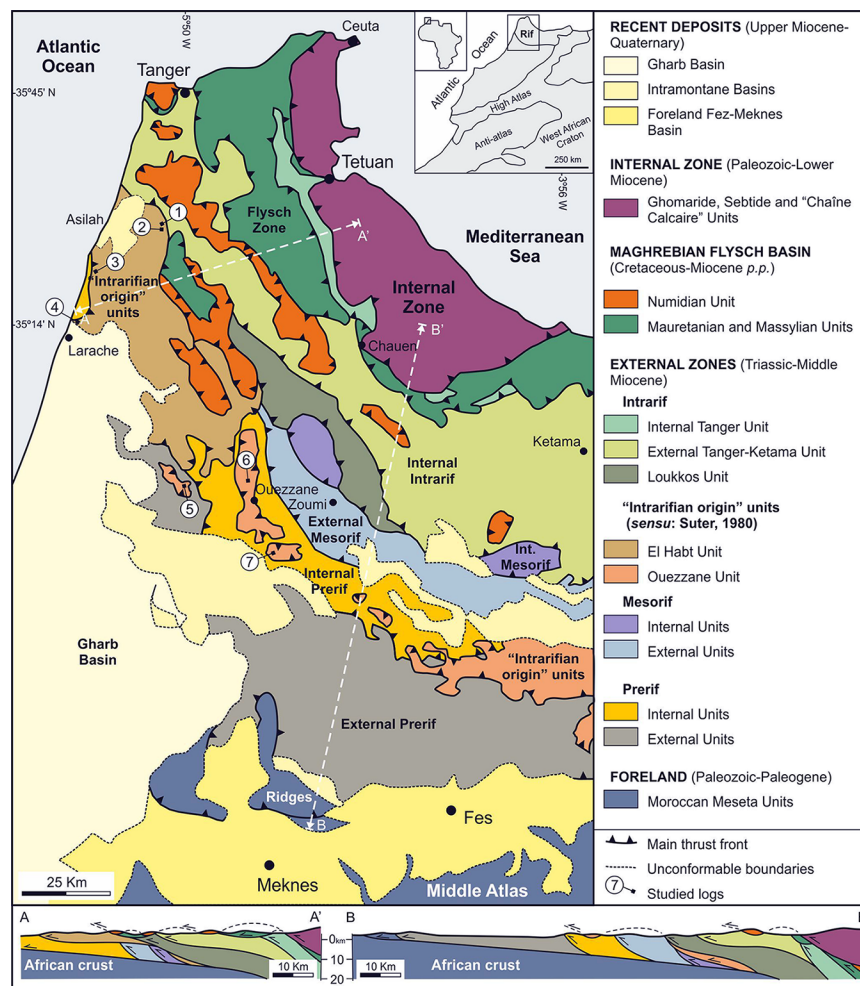 -5°50 W
Ceuta
Atlantic
Ocean
Tanger
-35°45' N
Rif
Atlantic Ocean
High Atlas
Anti-atlas
West African
Craton
250 km
-3°56 W
Tetuan
Asilah
1
2
Flysch
Zone
A'
Mediterranean
Sea
3
"Intrarifian
origin"
units
Internal
Zone
4
A
B'
-35°14' N
Larache
Chauen
Ketama
6
Internal
Intrarif
Ouezzane
Zoumi
5
External
Mesorif
7
Int.
Mesorif
Internal
Prerif
Gharb
Basin
"Intrarifian
origin" units
External Prerif
Ridges
B
Fes
25 Km
Meknes
Middle Atlas
RECENT DEPOSITS (Upper Miocene-
Quaternary)
Gharb Basin
Intramontane Basins
Foreland Fez-Meknes
Basin
INTERNAL ZONE (Paleozoic-Lower
Miocene)
Ghomaride, Sebtide and "Chaîne
Calcaire" Units
MAGHREBIAN FLYSCH BASIN
(Cretaceous-Miocene p.p.)
Numidian Unit
Mauretanian and Massylian Units
EXTERNAL ZONES (Triassic-Middle
Miocene)
Intrarif
Internal Tanger Unit
External Tanger-Ketama Unit
Loukkos Unit
"Intrarifian origin" units
(sensu: Suter, 1980)
El Habt Unit
Ouezzane Unit
Mesorif
Internal Units
External Units
Prerif
Internal Units
External Units
FORELAND (Paleozoic-Paleogene)
Moroccan Meseta Units
Main thrust front
Unconformable boundaries
7 Studied logs
A A' B
0km
10
20
African crust
10 Km
10 Km
African crust